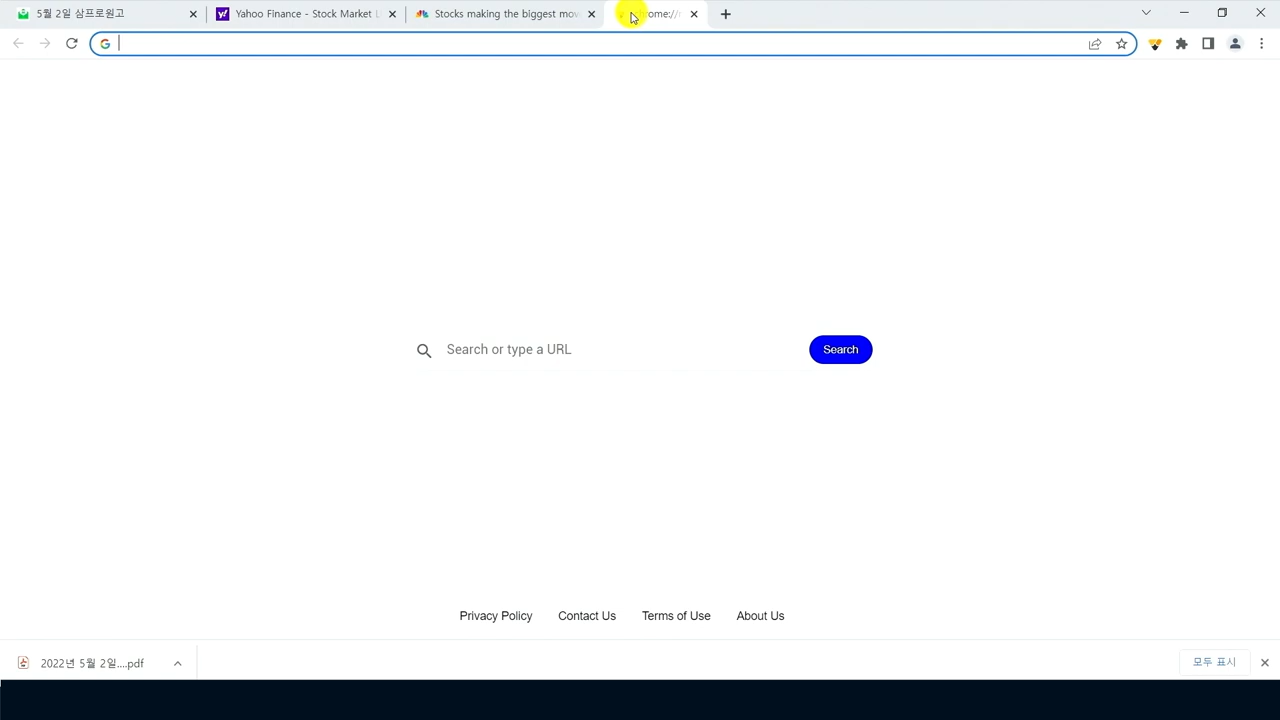 5월 2일 삼프로원고
Yahoo Finance - Stock Market
Stocks making the biggest mov
Search or type a URL
Search
Privacy Policy
Contact Us
Terms of Use
About Us
2022년 5월 2일....pdf
모두 표시